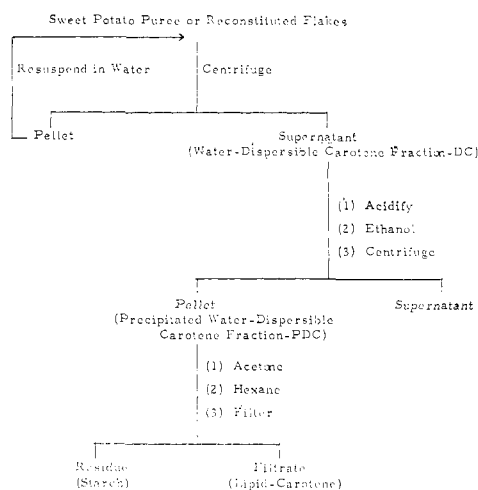 Sweet Potato Puree or Reconstituted Flakes
Resuspend in Water
Centrifuge
Pellet
Supernatant
(Water-Dispersible Carotene Fraction-DC)
(1) Acidify
(2) Ethanol
(3) Centrifuge
Pellet
Supernatant
(Precipitated Water-Dispersible
Carotene Fraction-PDC)
(1) Acetone
(2) Hexane
(3) Filter
Residue
Filtrate
(Starch)
(Lipid-Carotene)